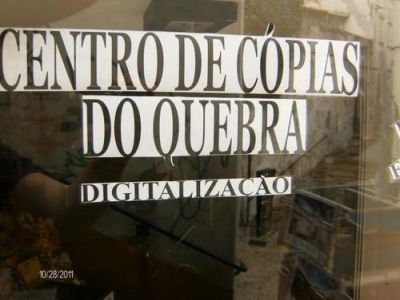 CENTRO DE CÓPIAS
DO QUEBRA
DIGITALIZAÇÃO
10/28/2011